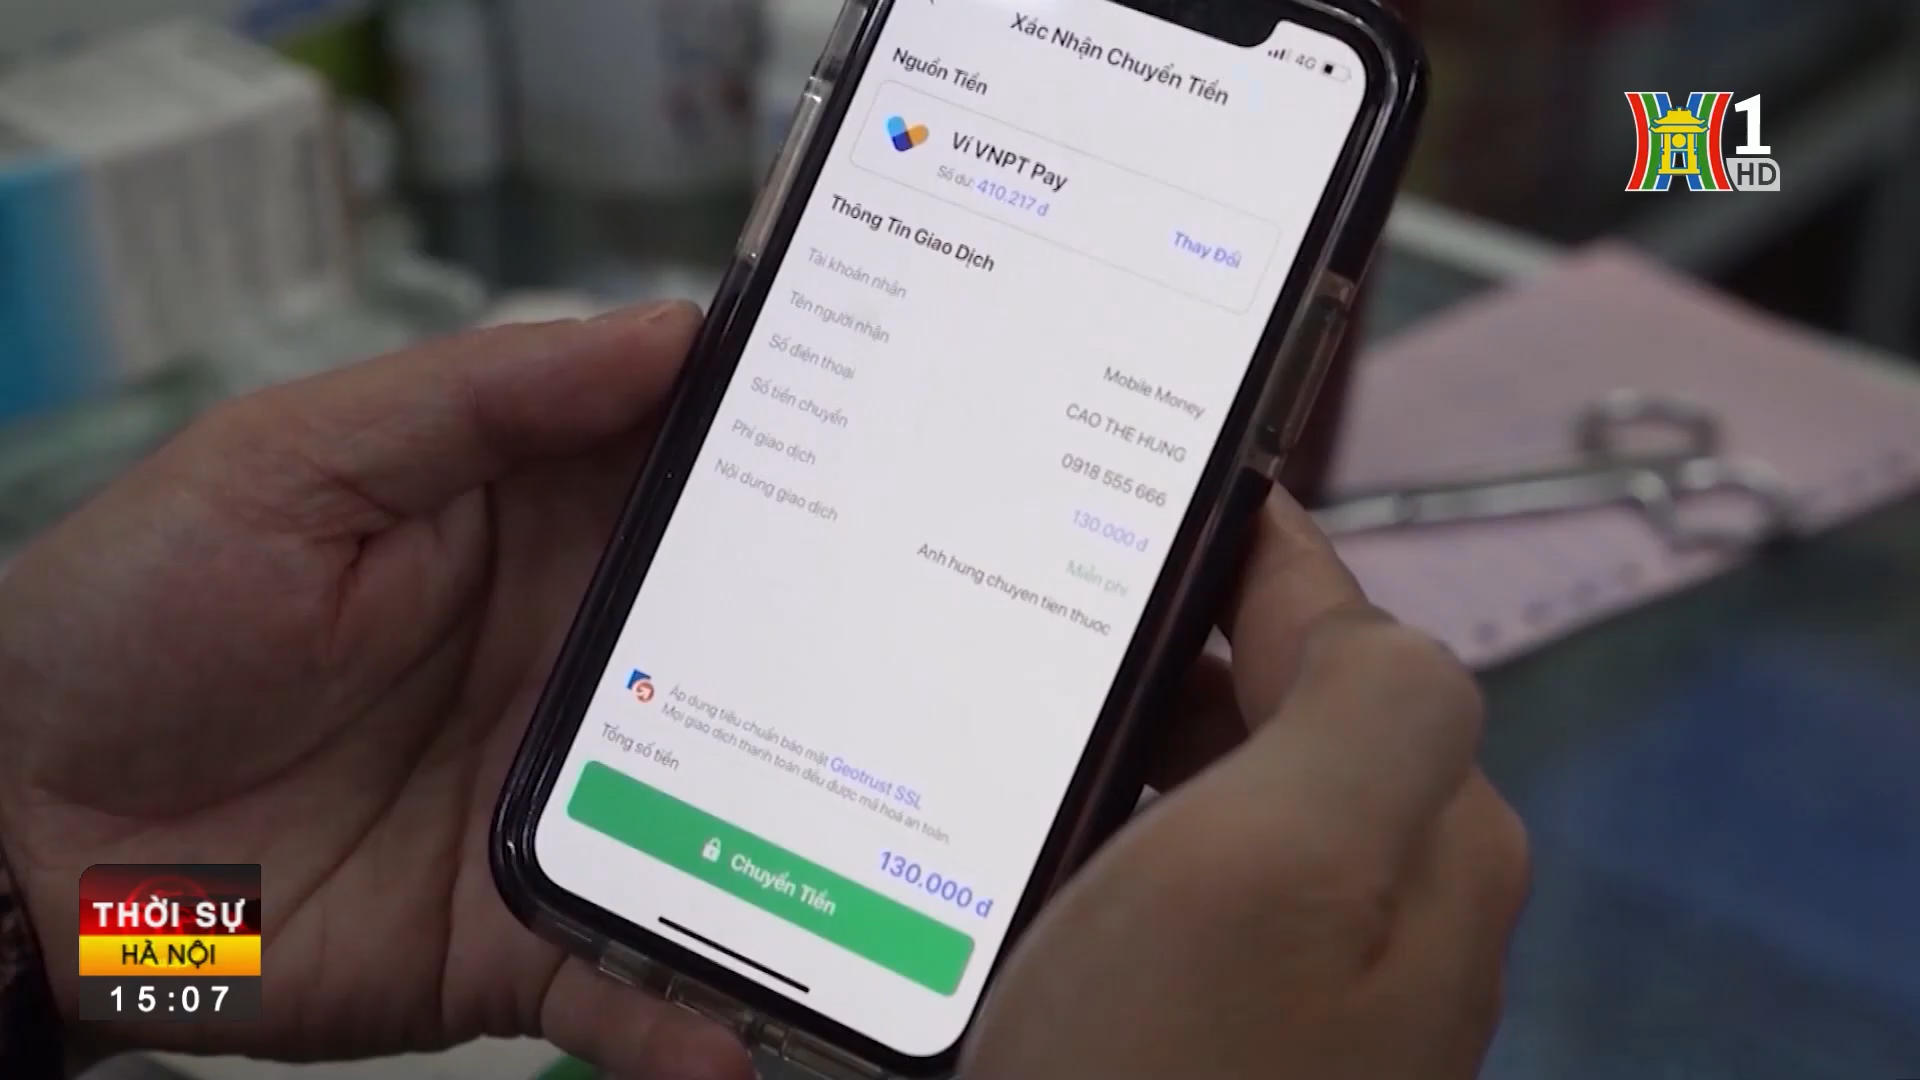 Xác Nhận Chuyển Tiền
4G
Nguồn Tiền
Ví VNPT Pay
Số dư: 410.217 đ
Thay Đổi
Thông Tin Giao Dịch
Tài khoản nhận
Mobile Money
Tên người nhận
CAO THE HUNG
Số điện thoại
0918 555 666
Số tiền chuyển
130.000 đ
Phí giao dịch
Miễn phí
Nội dung giao dịch
Anh hung chuyen tien thuoc
Áp dụng tiêu chuẩn bảo mật Geotrust SSL
Mọi giao dịch thanh toán đều được mã hoá an toàn.
Tổng số tiền
130.000 đ
Chuyển Tiền
1
HD
THỜI SỰ
HÀ NỘI
15:07